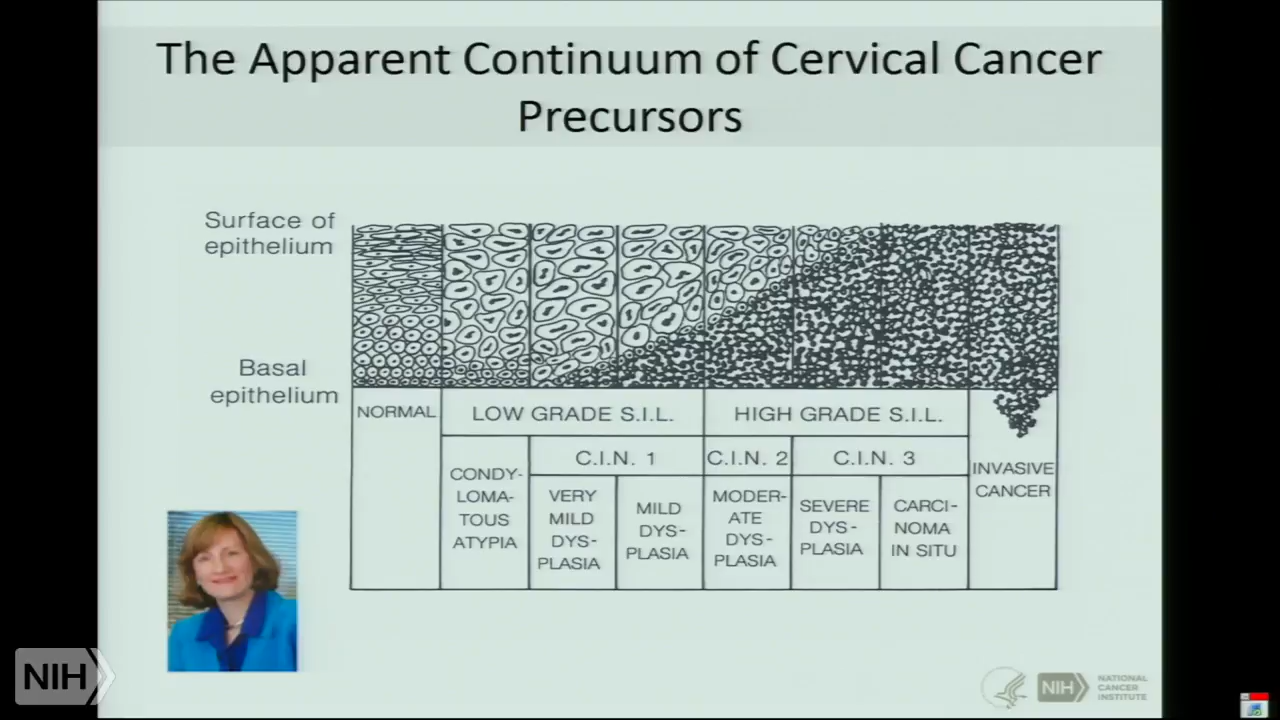 The Apparent Continuum of Cervical Cancer
Precursors
Surface of
epithelium
Basal
epithelium
NORMAL
LOW GRADE S.I.L.
HIGH GRADE S.I.L.
C.I.N. 1
C.I.N. 2
C.I.N. 3
CONDY-
LOMA-
TOUS
ATYPIA
VERY
MILD
DYS-
PLASIA
MILD
DYS-
PLASIA
MODER-
ATE
DYS-
PLASIA
SEVERE
DYS-
PLASIA
CARCI-
NOMA
IN SITU
INVASIVE
CANCER
NIH
NIH
NATIONAL
CANCER
INSTITUTE